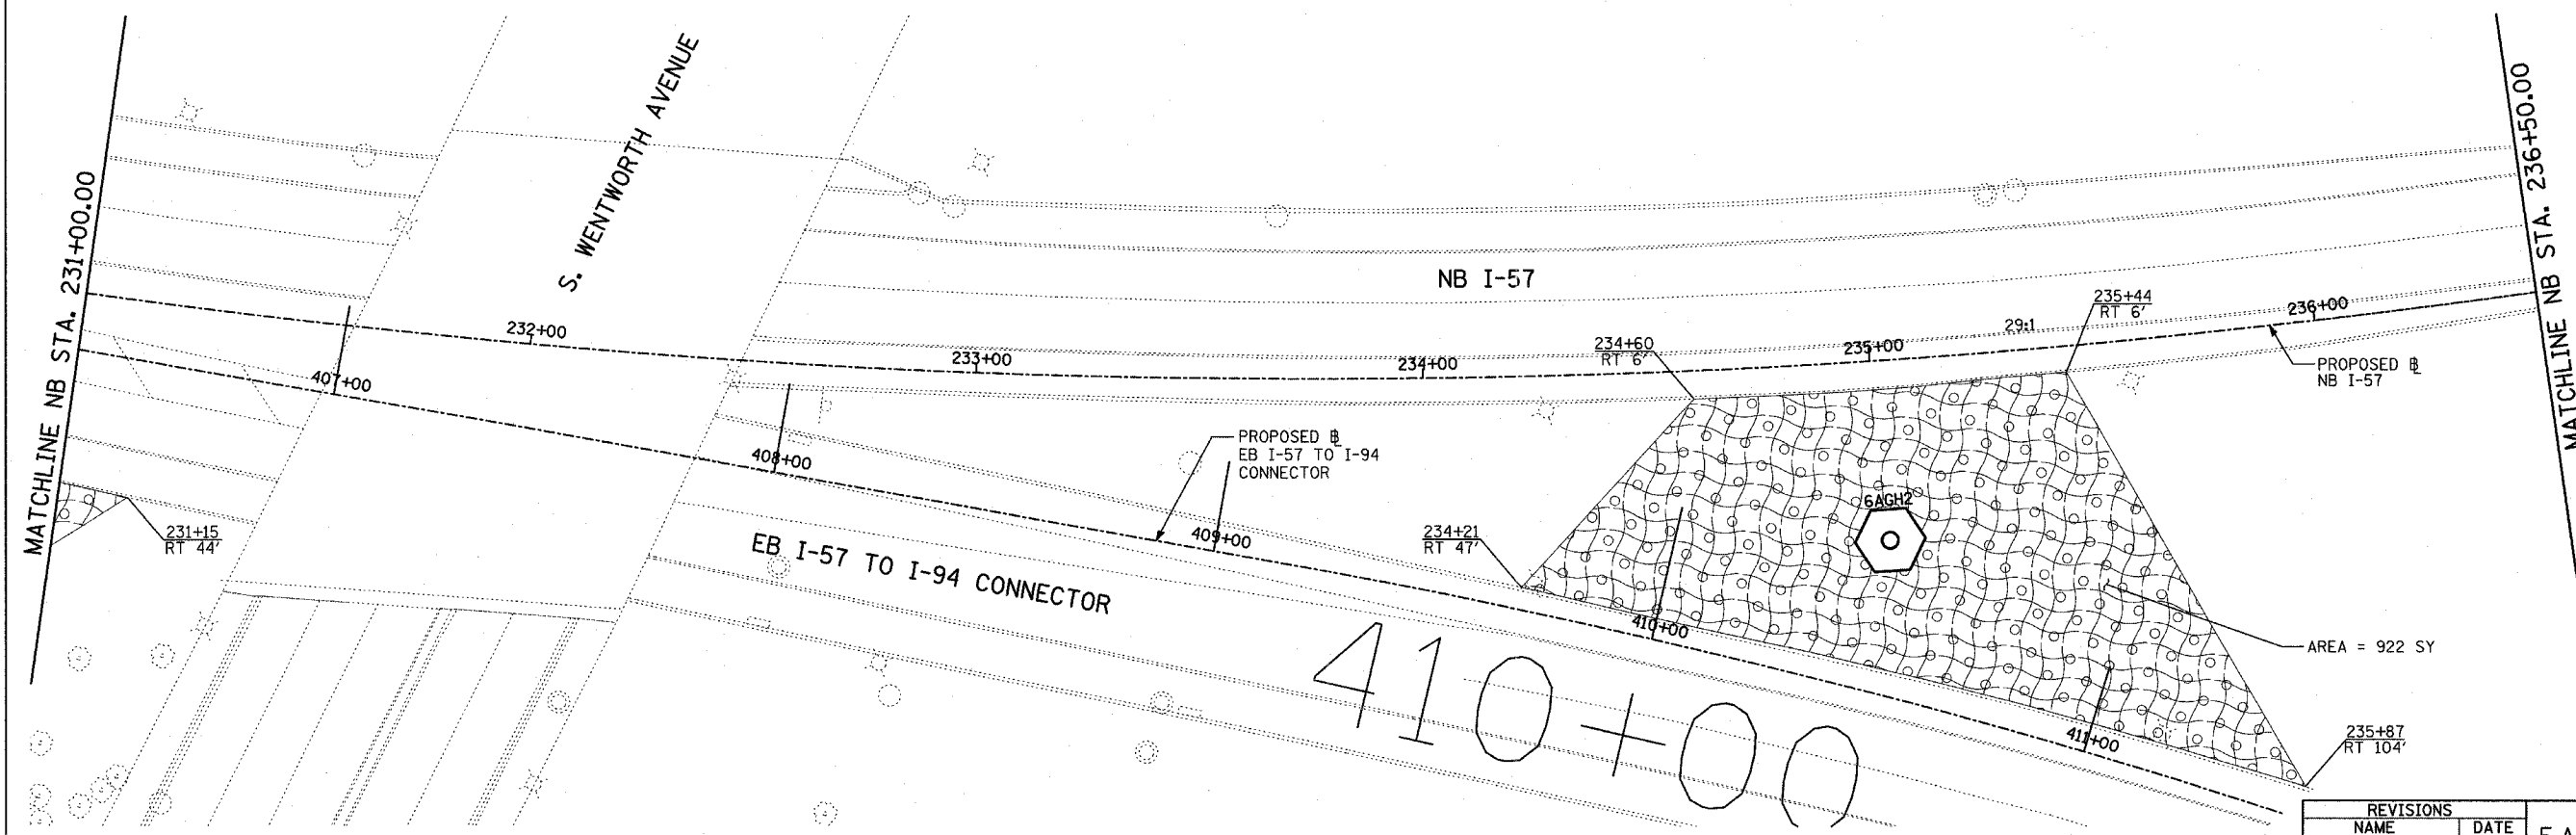 MATCHLINE NB STA. 231+00.00
S. WENTWORTH AVENUE
MATCHLINE NB STA. 236+50.00
NB I-57
232+00
233+00
234+00
235+00
236+00
29:1
234+60
RT 6'
235+44
RT 6'
PROPOSED B
NB I-57
407+00
408+00
409+00
410+00
411+00
PROPOSED B
EB I-57 TO I-94
CONNECTOR
EB I-57 TO I-94 CONNECTOR
231+15
RT 44'
234+21
RT 47'
6AGH2
AREA = 922 SY
235+87
RT 104'
410+00
REVISIONS
NAME DATE